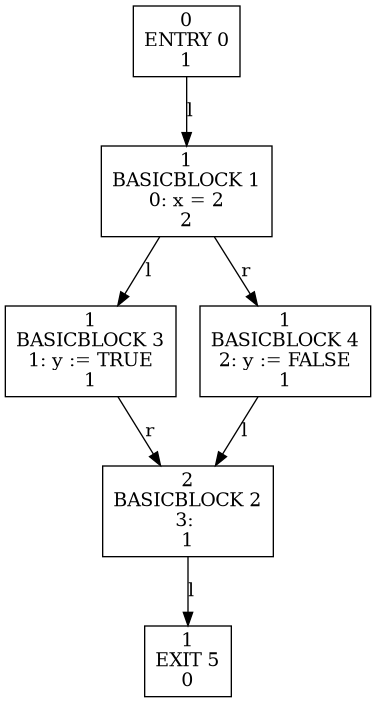 0
ENTRY 0
1
l
1
BASICBLOCK 1
0: x = 2
2
l
r
1
BASICBLOCK 3
1: y := TRUE
1
1
BASICBLOCK 4
2: y := FALSE
1
r
l
2
BASICBLOCK 2
3:
1
l
1
EXIT 5
0